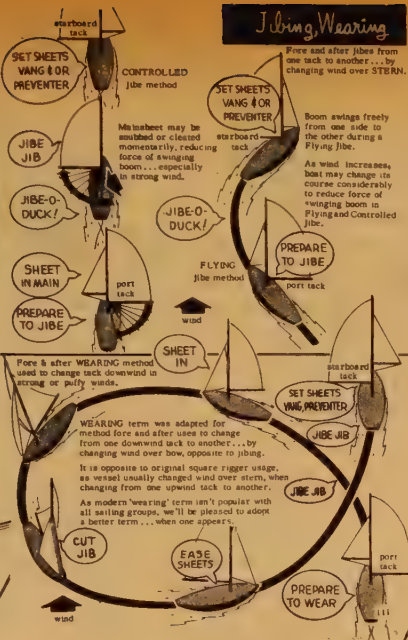 Jibing, Wearing
starboard
tack
SET SHEETS
VANG & OR
PREVENTER
CONTROLLED
jibe method
Mainsheet may be
snubbed or cleated
momentarily, reducing
force of swinging
boom...especially
in strong wind.
JIBE
JIB
JIBE-O-
DUCK!
SHEET
IN MAIN
port
tack
PREPARE
TO JIBE
Fore and after jibes from
one tack to another...by
changing wind over STERN.
SET SHEETS
VANG & OR
PREVENTER
starboard
tack
Boom swings freely
from one side to
the other during a
Flying Jibe.
As wind increases,
boat may change its
course considerably
to reduce force of
swinging boom in
Flying and Controlled
Jibe.
JIBE-O-
DUCK!
PREPARE
TO JIBE
FLYING
jibe method
port tack
wind
Fore & after WEARING method
used to change tack downwind in
strong or puffy winds.
SHEET
IN
starboard
tack
SET SHEETS
VANG, PREVENTER
JIBE JIB
WEARING term was adapted for
method fore and after uses to change
from one downwind tack to another...by
changing wind over bow, opposite to jibing.
It is opposite to original square rigger usage,
as vessel usually changed wind over stern, when
changing from one upwind tack to another.
As modern 'wearing' term isn't popular with
all sailing groups, we'll be pleased to adopt
a better term...when one appears.
JIBE JIB
CUT
JIB
EASE
SHEETS
port
tack
PREPARE
TO WEAR
wind